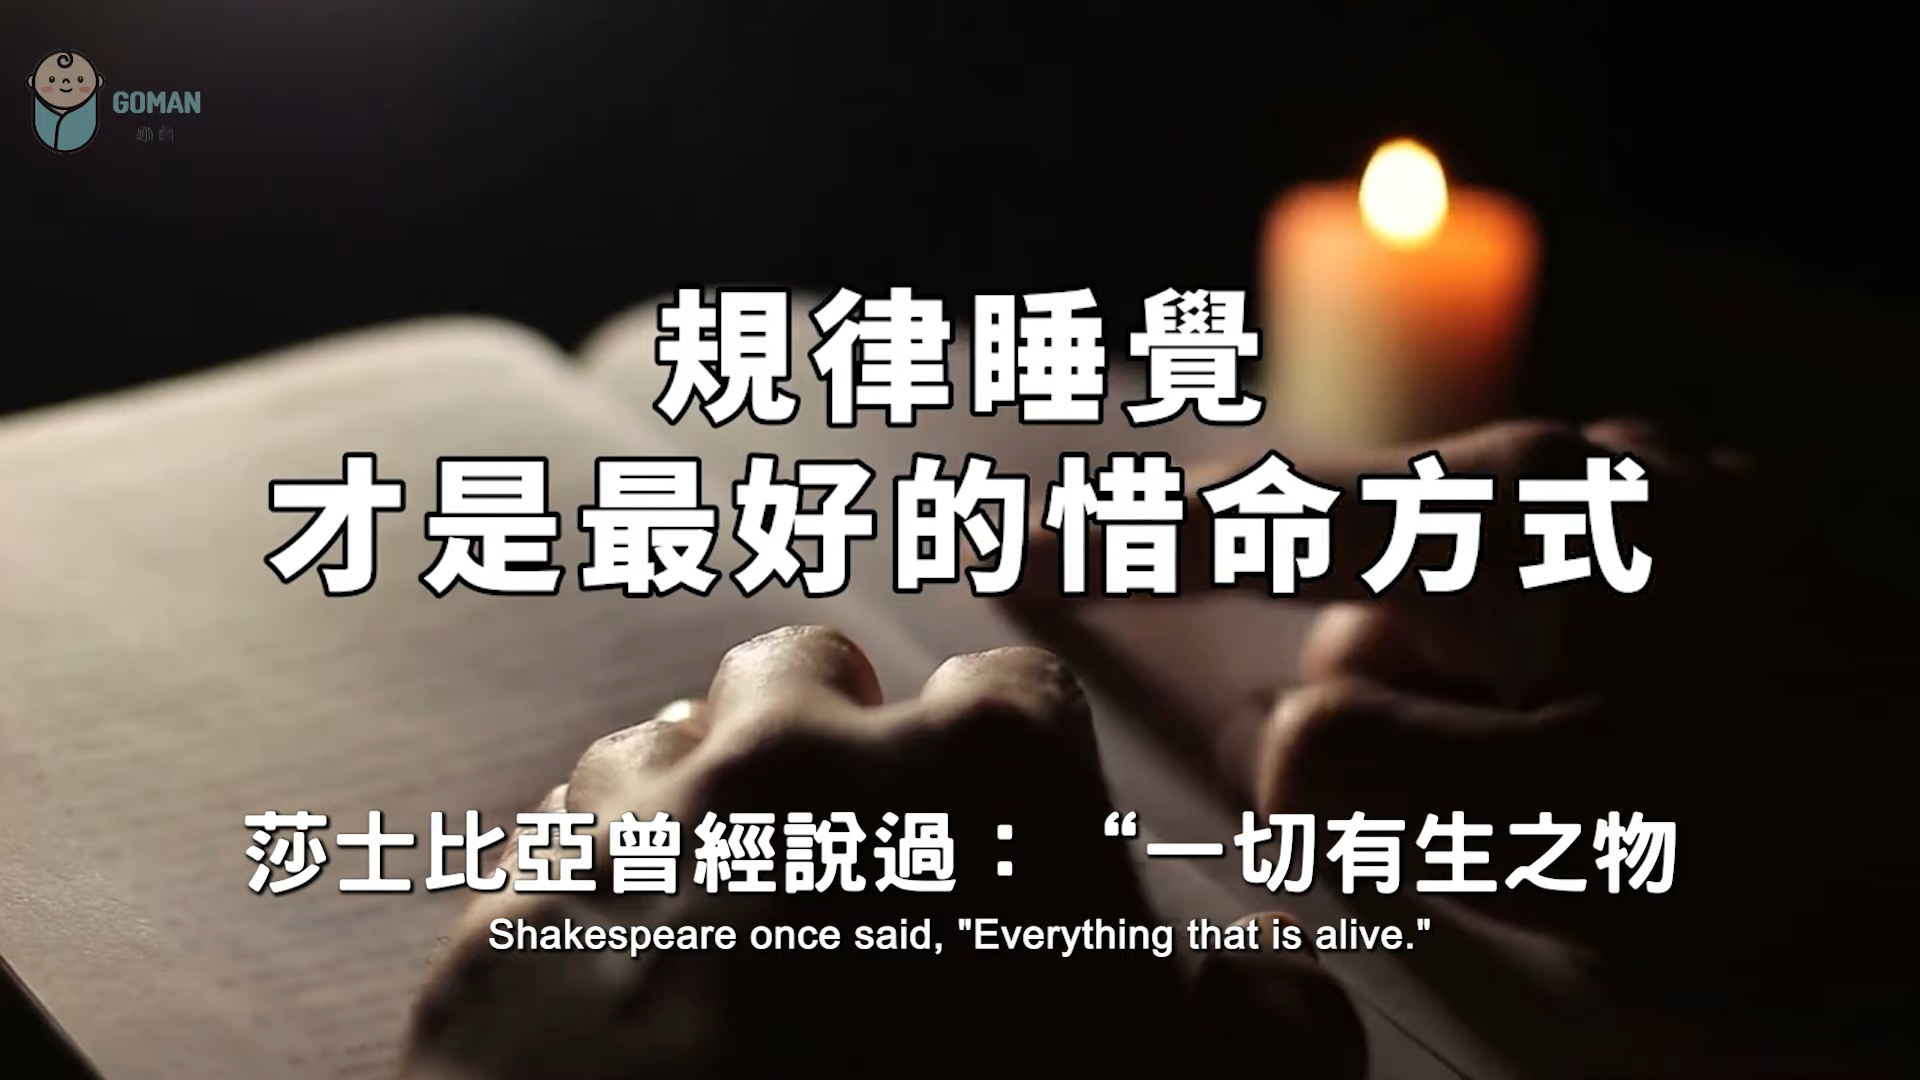 GOMAN
規律睡覺
才是最好的惜命方式
莎士比亞曾經說過：“一切有生之物
Shakespeare once said, "Everything that is alive."